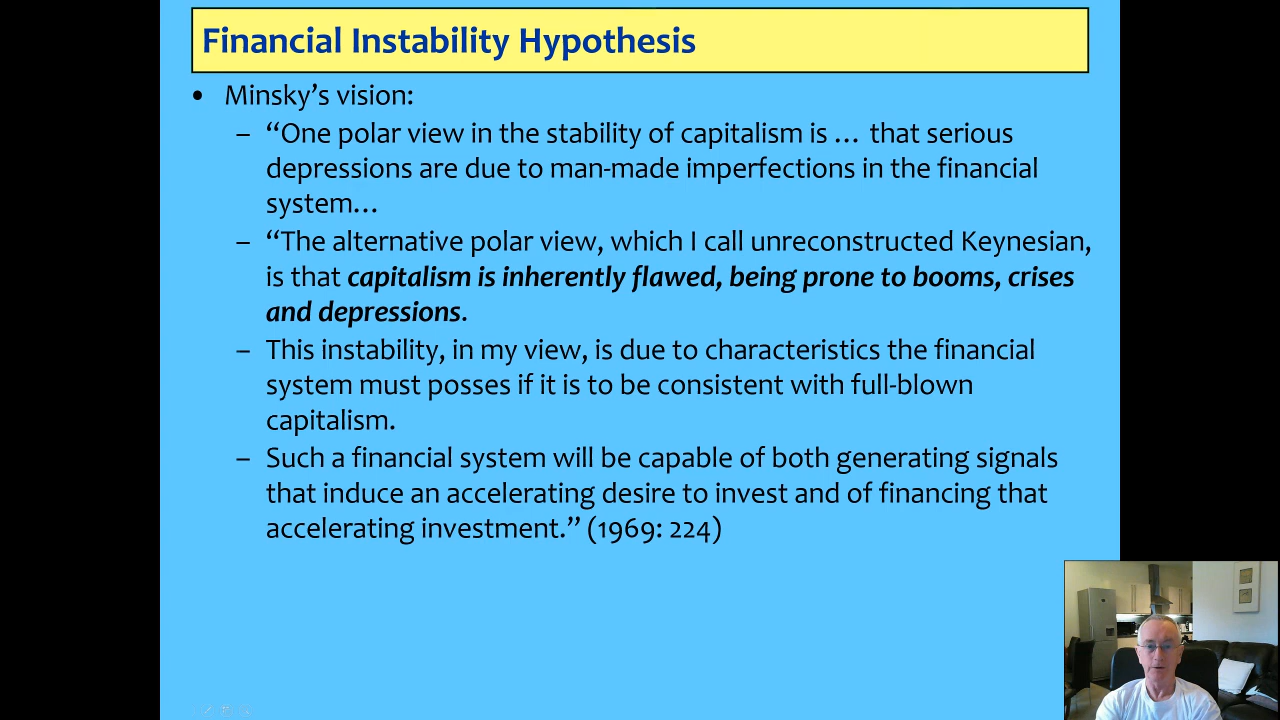 Financial Instability Hypothesis
• Minsky’s vision:
– “One polar view in the stability of capitalism is … that serious
depressions are due to man-made imperfections in the financial
system…
– “The alternative polar view, which I call unreconstructed Keynesian,
is that capitalism is inherently flawed, being prone to booms, crises
and depressions.
– This instability, in my view, is due to characteristics the financial
system must posses if it is to be consistent with full-blown
capitalism.
– Such a financial system will be capable of both generating signals
that induce an accelerating desire to invest and of financing that
accelerating investment.” (1969: 224)